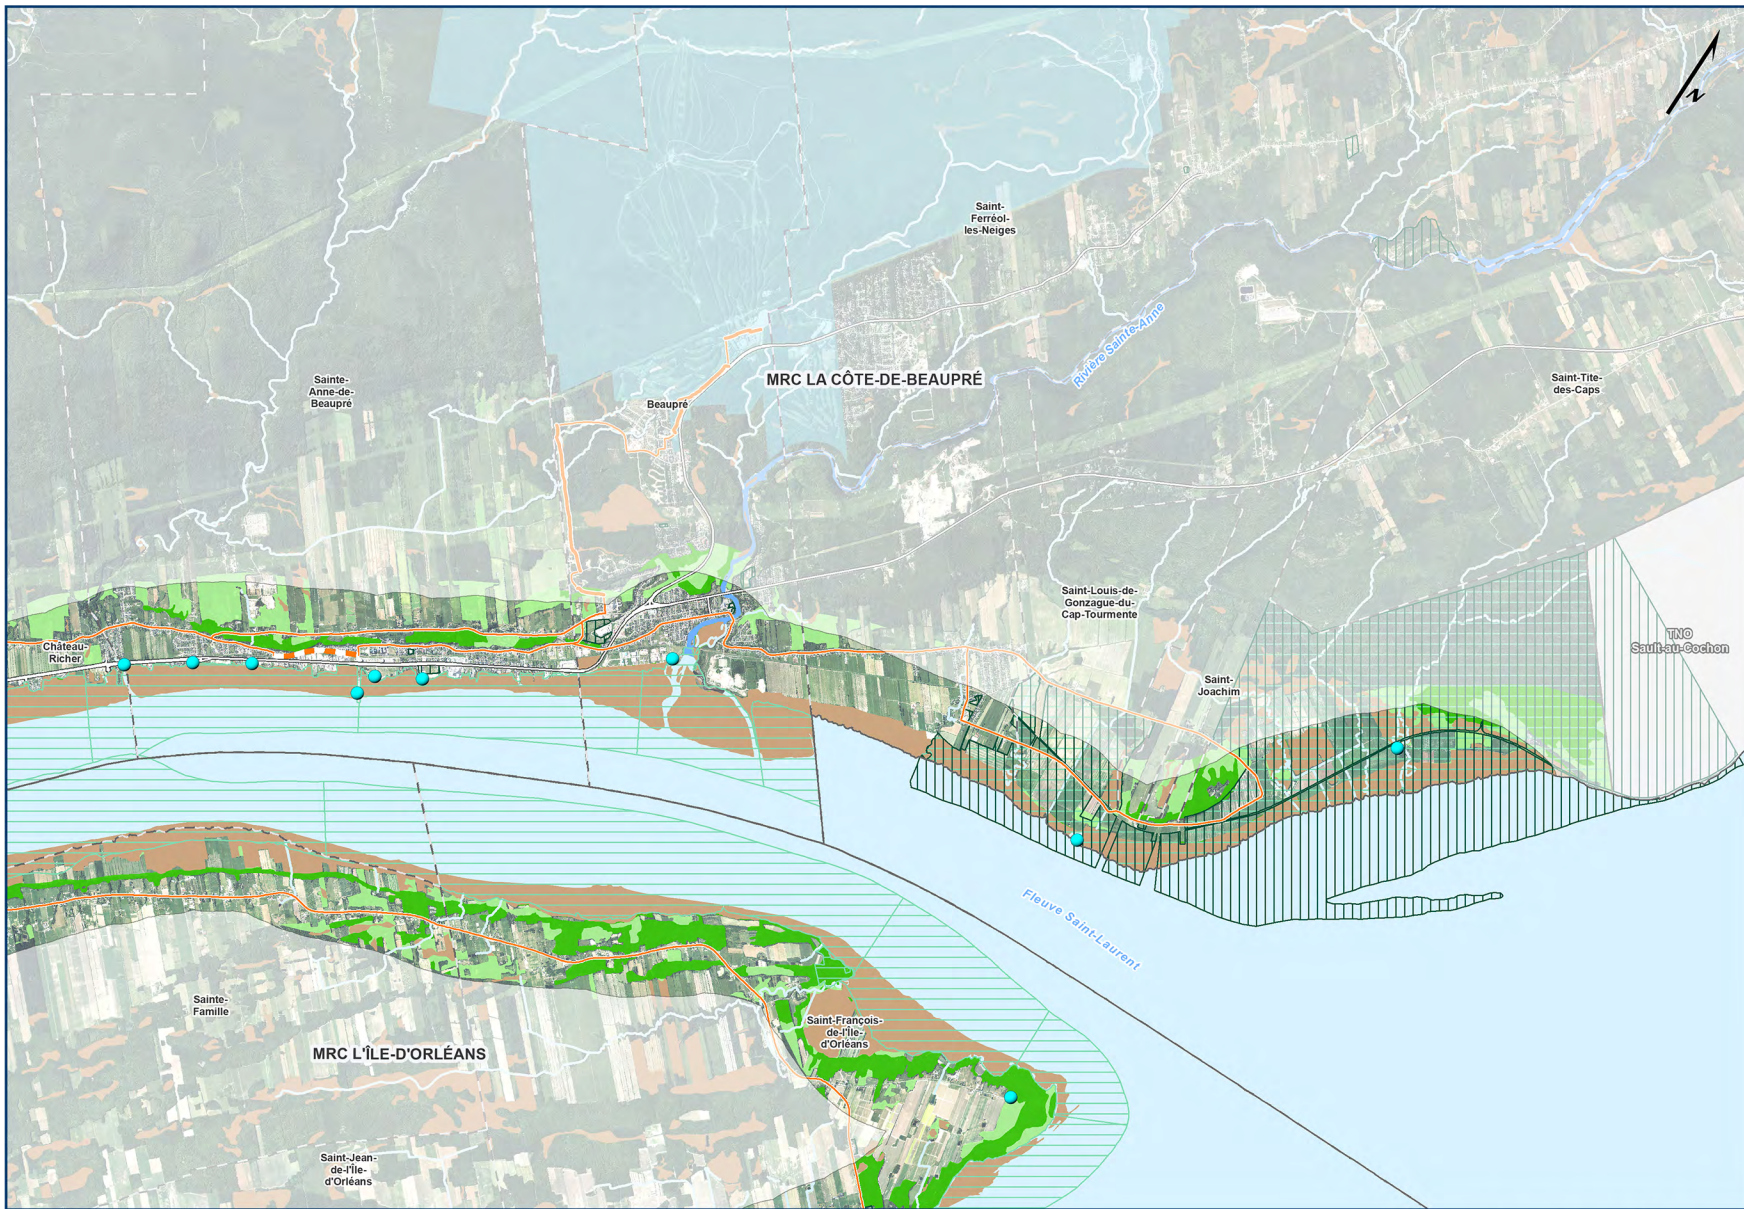 N
Saint-
Ferréol-
les-Neiges
Rivière Sainte-Anne
MRC LA CÔTE-DE-BEAUPRÉ
Sainte-
Anne-de-
Beaupré
Beaupré
Saint-Tite-
des-Caps
Saint-Louis-de-
Gonzague-du-
Cap-Tourmente
TNO
Sault-au-Cochon
Château-
Richer
Saint-
Joachim
Fleuve Saint-Laurent
Sainte-
Famille
Saint-François-
de-l'Île-
d'Orléans
MRC L'ÎLE-D'ORLÉANS
Saint-Jean-
de-l'Île-
d'Orléans